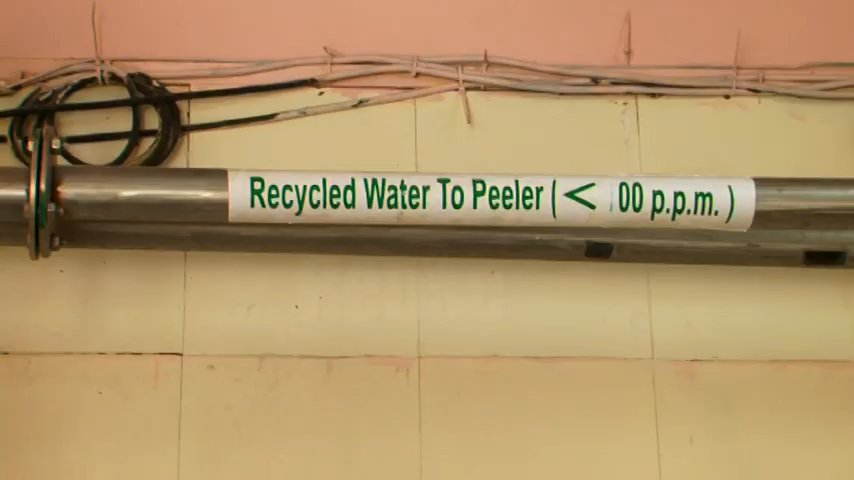 Recycled Water To Peeler ( < 00 p.p.m. )